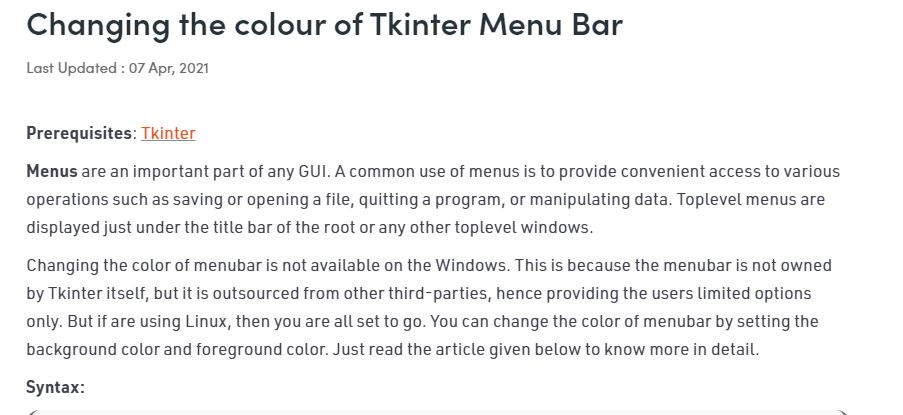 Changing the colour of Tkinter Menu Bar
Last Updated : 07 Apr, 2021
Prerequisites: Tkinter
Menus are an important part of any GUI. A common use of menus is to provide convenient access to various
operations such as saving or opening a file, quitting a program, or manipulating data. Toplevel menus are
displayed just under the title bar of the root or any other toplevel windows.
Changing the color of menubar is not available on the Windows. This is because the menubar is not owned
by Tkinter itself, but it is outsourced from other third-parties, hence providing the users limited options
only. But if are using Linux, then you are all set to go. You can change the color of menubar by setting the
background color and foreground color. Just read the article given below to know more in detail.
Syntax: